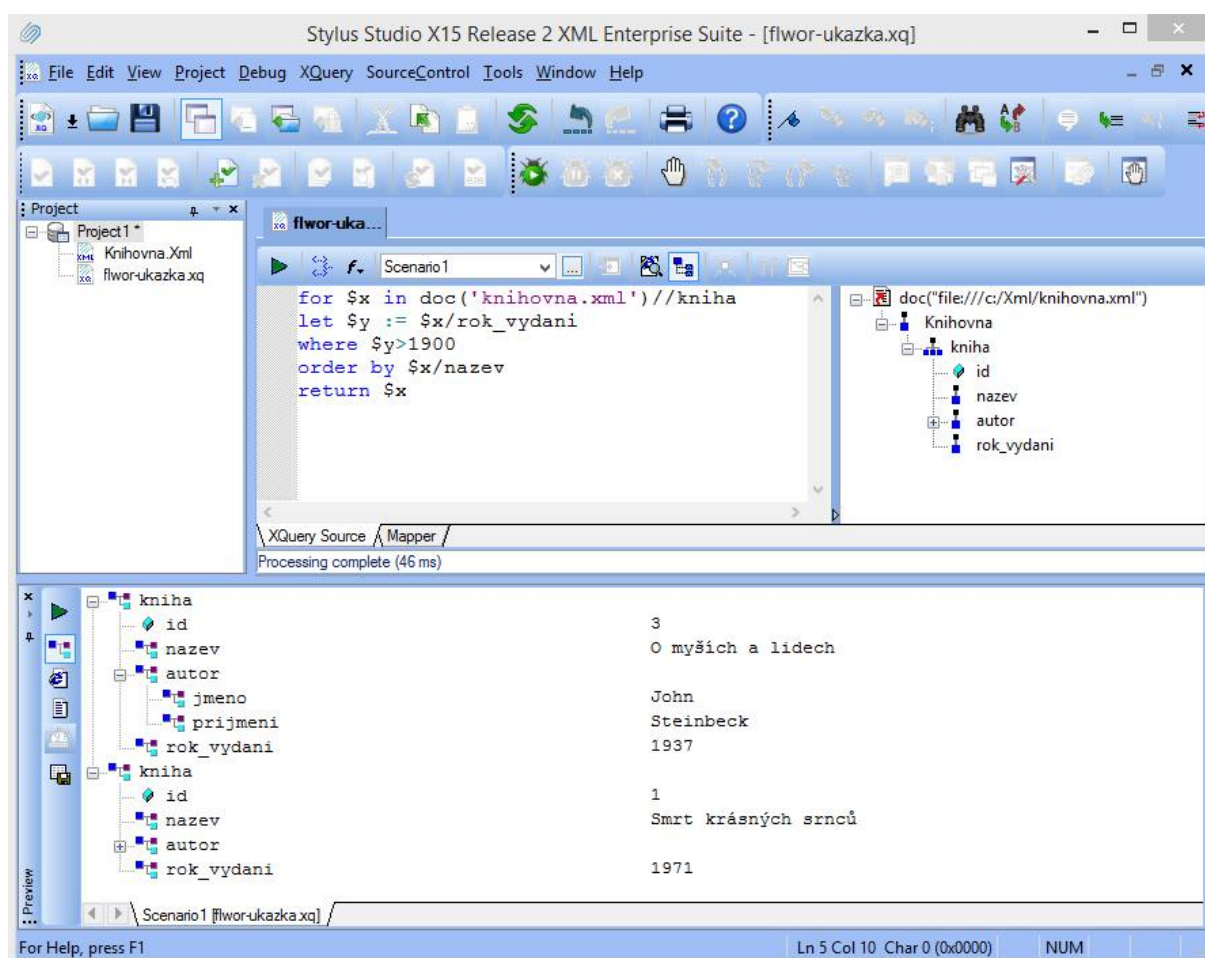 Stylus Studio X15 Release 2 XML Enterprise Suite - [flwor-ukazka.xq]
File Edit View Project Debug XQuery SourceControl Tools Window Help
Project
Project1 *
Knihovna.Xml
flwor-ukazka.xq
flwor-uka...
Scenario1
for $x in doc('knihovna.xml')//kniha
let $y := $x/rok_vydani
where $y>1900
order by $x/nazev
return $x
doc("file:///c:/Xml/knihovna.xml")
Knihovna
kniha
id
nazev
autor
rok_vydani
XQuery Source Mapper
Processing complete (46 ms)
kniha
id 3
nazev O myších a lidech
autor
jmeno John
prijmeni Steinbeck
rok_vydani 1937
kniha
id 1
nazev Smrt krásných srnců
autor
rok_vydani 1971
Preview
Scenario1 [flwor-ukazka.xq]
For Help, press F1 Ln 5 Col 10 Char 0 (0x0000) NUM